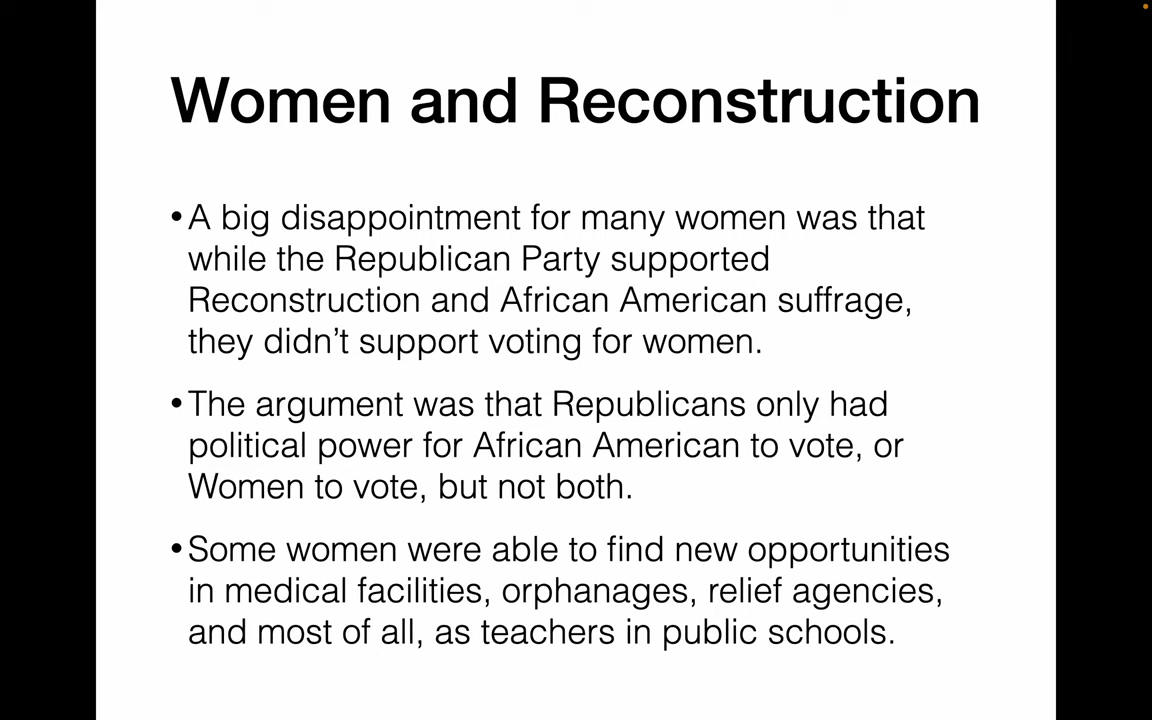 Women and Reconstruction
•A big disappointment for many women was that
while the Republican Party supported
Reconstruction and African American suffrage,
they didn’t support voting for women.
•The argument was that Republicans only had
political power for African American to vote, or
Women to vote, but not both.
•Some women were able to find new opportunities
in medical facilities, orphanages, relief agencies,
and most of all, as teachers in public schools.